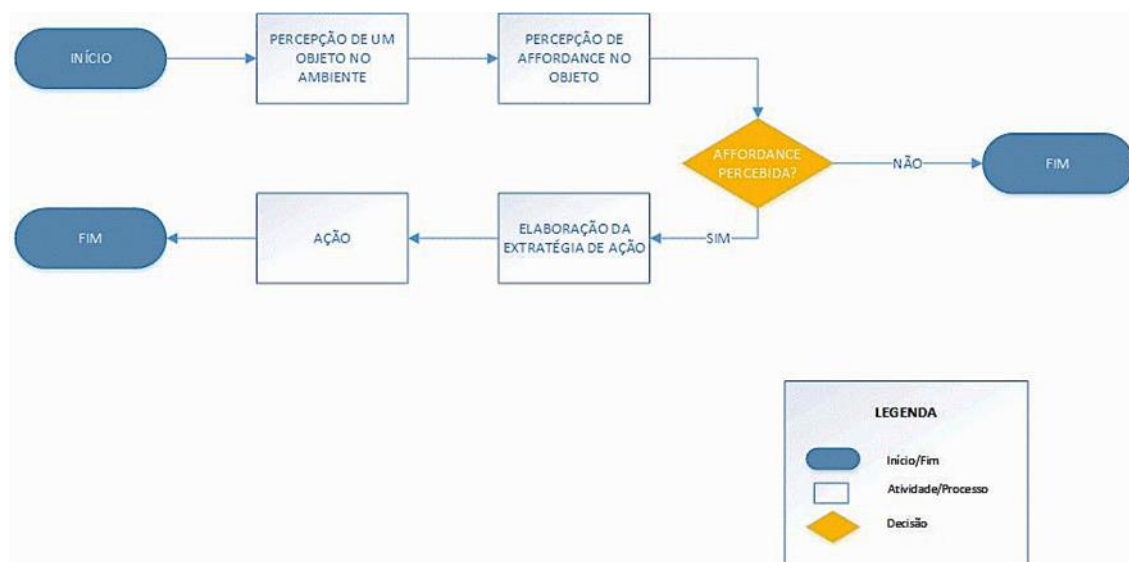 INÍCIO
PERCEPÇÃO DE UM
OBJETO NO
AMBIENTE
PERCEPÇÃO DE
AFFORDANCE NO
OBJETO
AFFORDANCE
PERCEBIDA?
NÃO
FIM
SIM
ELABORAÇÃO DA
EXTRATÉGIA DE AÇÃO
AÇÃO
FIM
LEGENDA
Início/Fim
Atividade/Processo
Decisão